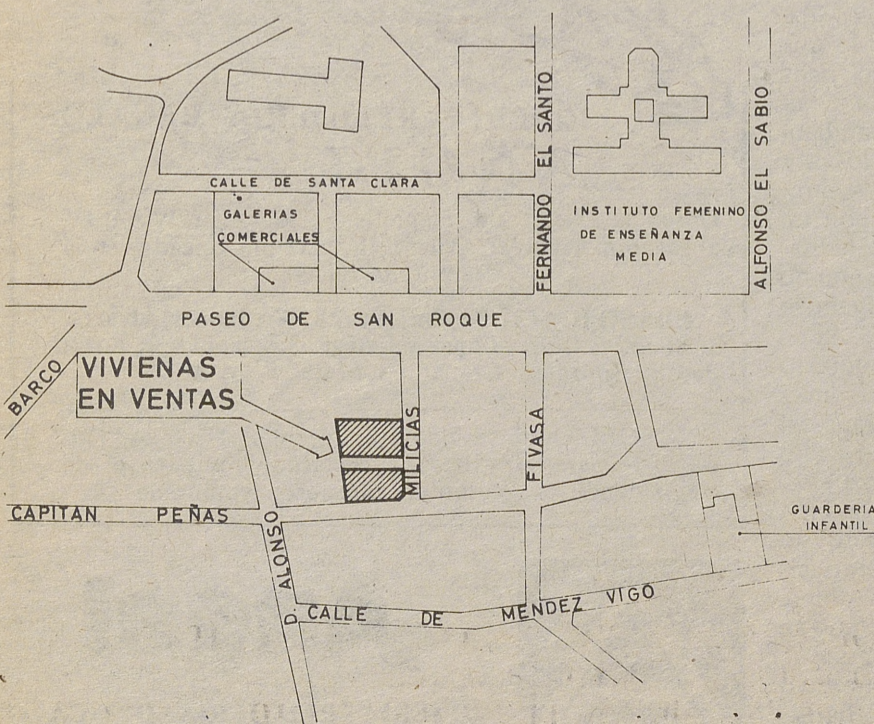 EL SANTO
FERNANDO
ALFONSO EL SABIO
CALLE DE SANTA CLARA
GALERIAS
COMERCIALES
INSTITUTO FEMENINO
DE ENSEÑANZA
MEDIA
PASEO DE SAN ROQUE
BARCO
VIVIENAS
EN VENTAS
MILICIAS
FIVASA
CAPITAN PEÑAS
GUARDERIA
INFANTIL
D. ALONSO
CALLE DE MENDEZ VIGO